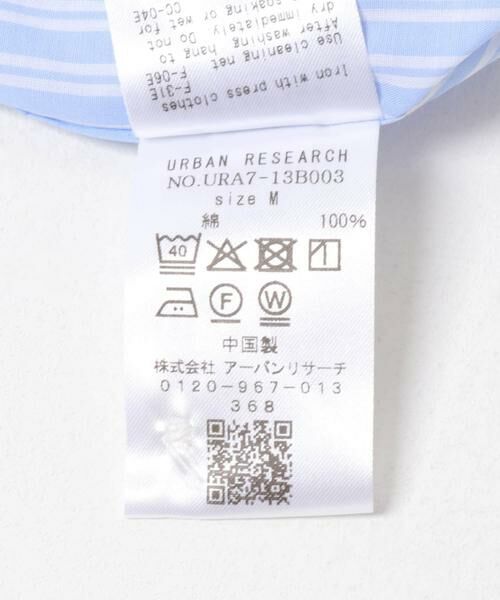 Iron with press clothes
F-31E
F-06E
Use cleaning net
After washing, hang to
dry immediately. Do not
soaking or wet for
CC-04E
URBAN RESEARCH
NO.URA7-13B003
size M
綿 100%
40
F W
中国製
株式会社 アーバンリサーチ
0120-967-013
368